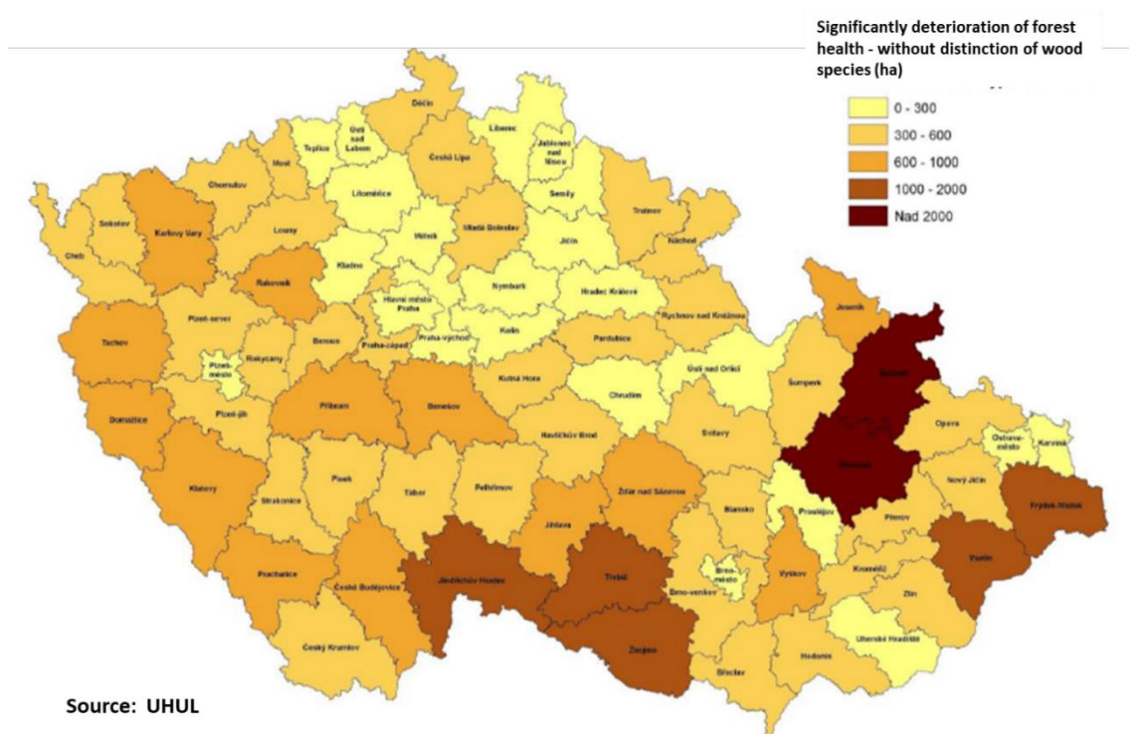 Significantly deterioration of forest
health - without distinction of wood
species (ha)
0 - 300
300 - 600
600 - 1000
1000 - 2000
Nad 2000
Děčín
Liberec
Ústí
nad
Labem
Teplice
Jablonec
nad
Nisou
Česká Lípa
Most
Chomutov
Litoměřice
Semily
Trutnov
Sokolov
Karlovy Vary
Louny
Mělník
Mladá Boleslav
Jičín
Náchod
Cheb
Kladno
Rakovník
Nymburk
Hradec Králové
Hlavní město
Praha
Jeseník
Rychnov nad Kněžnou
Plzeň-sever
Kolín
Tachov
Beroun
Praha-západ
Praha-východ
Pardubice
Rokycany
Plzeň-
město
Ústí nad Orlicí
Kutná Hora
Šumperk
Chrudim
Příbram
Benešov
Plzeň-jih
Domažlice
Opava
Svitavy
Havlíčkův Brod
Ostrava-
město
Karviná
Klatovy
Písek
Tábor
Pelhřimov
Žďár nad Sázavou
Nový Jičín
Strakonice
Blansko
Prostějov
Přerov
Frýdek-Místek
Jihlava
Vsetín
Brno-
město
Vyškov
Kroměříž
Prachatice
České Budějovice
Jindřichův Hradec
Třebíč
Brno-venkov
Zlín
Uherské Hradiště
Český Krumlov
Znojmo
Hodonín
Břeclav
Source: UHUL